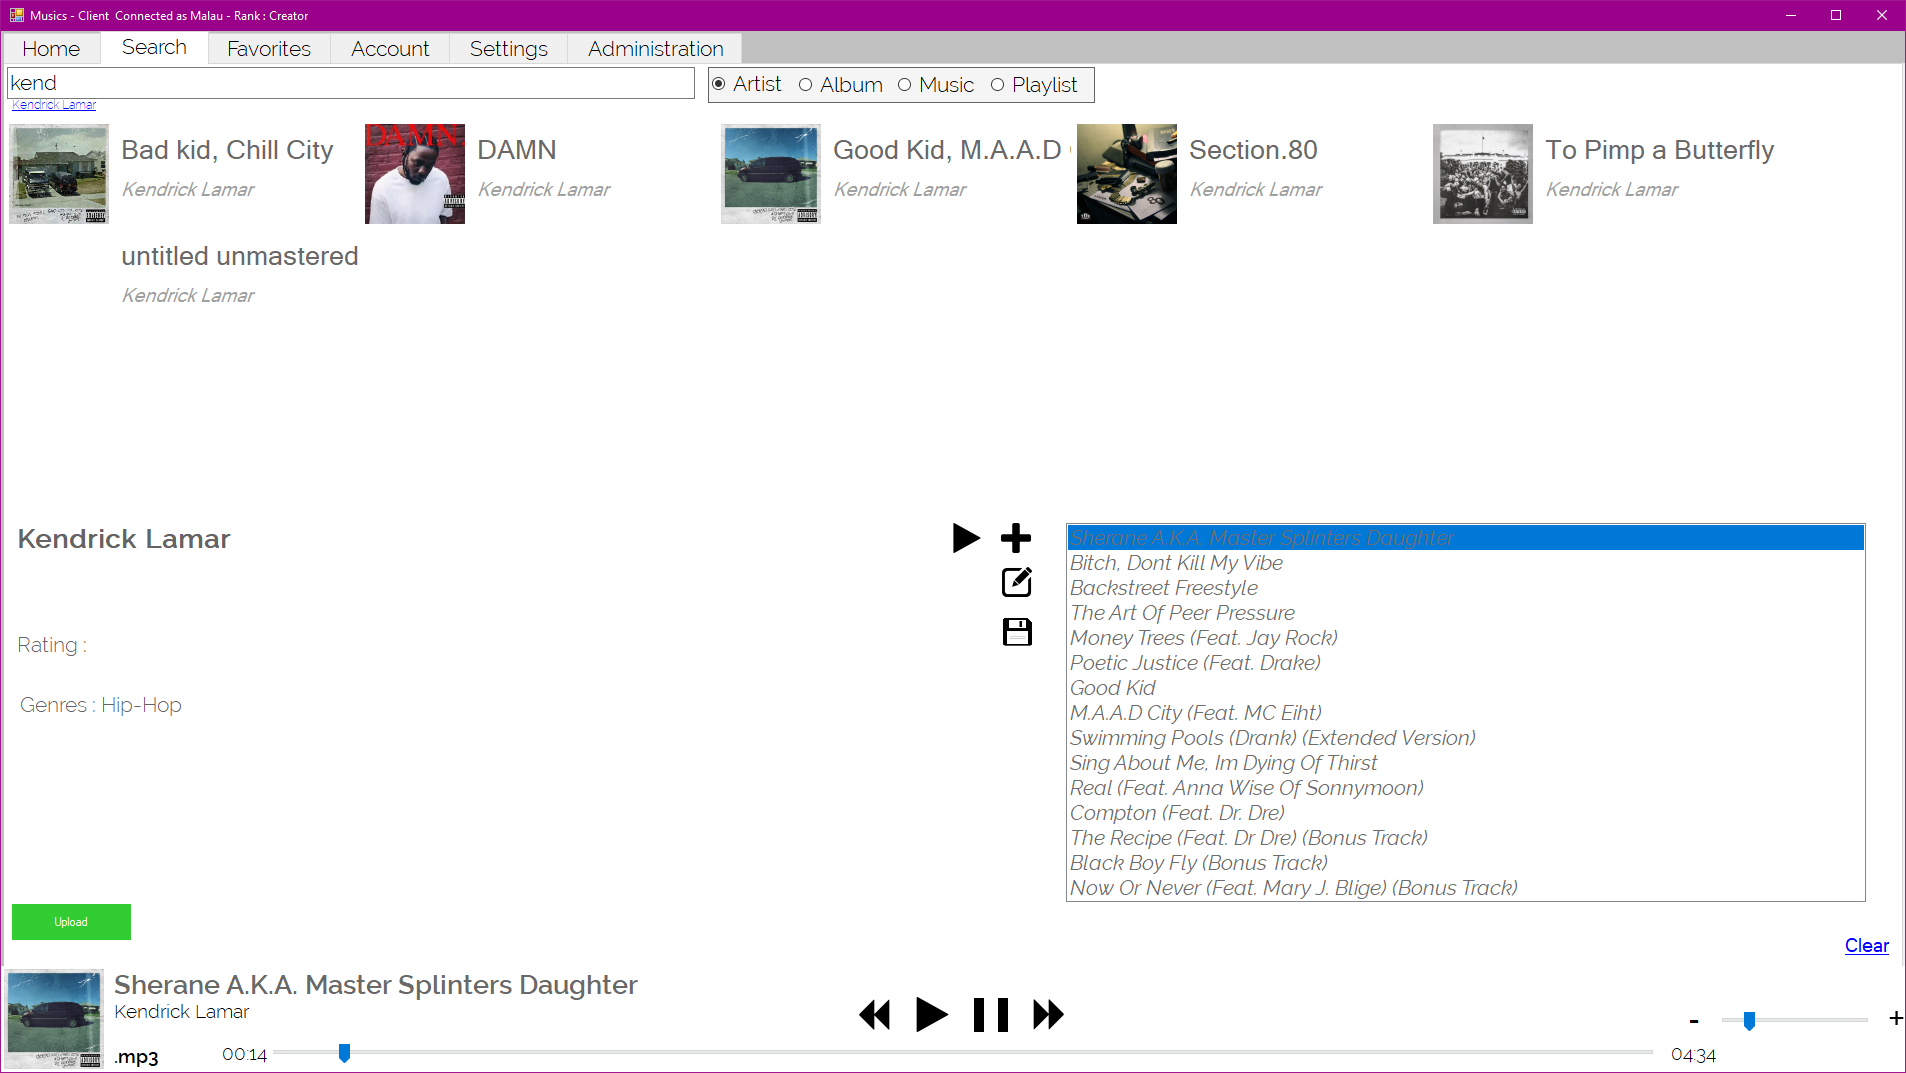 Musics - Client  Connected as Malau - Rank : Creator
Home Search Favorites Account Settings Administration
kend
Artist Album Music Playlist
Kendrick Lamar
Bad kid, Chill City
Kendrick Lamar
DAMN.
DAMN
Kendrick Lamar
Good Kid, M.A.A.D
Kendrick Lamar
Section.80
Kendrick Lamar
To Pimp a Butterfly
Kendrick Lamar
untitled unmastered
Kendrick Lamar
Kendrick Lamar
Rating :
Genres : Hip-Hop
Sherane A.K.A. Master Splinters Daughter
Bitch, Dont Kill My Vibe
Backstreet Freestyle
The Art Of Peer Pressure
Money Trees (Feat. Jay Rock)
Poetic Justice (Feat. Drake)
Good Kid
M.A.A.D City (Feat. MC Eiht)
Swimming Pools (Drank) (Extended Version)
Sing About Me, Im Dying Of Thirst
Real (Feat. Anna Wise Of Sonnymoon)
Compton (Feat. Dr. Dre)
The Recipe (Feat. Dr Dre) (Bonus Track)
Black Boy Fly (Bonus Track)
Now Or Never (Feat. Mary J. Blige) (Bonus Track)
Upload
Clear
Sherane A.K.A. Master Splinters Daughter
Kendrick Lamar
- +
.mp3 00:14 04:34